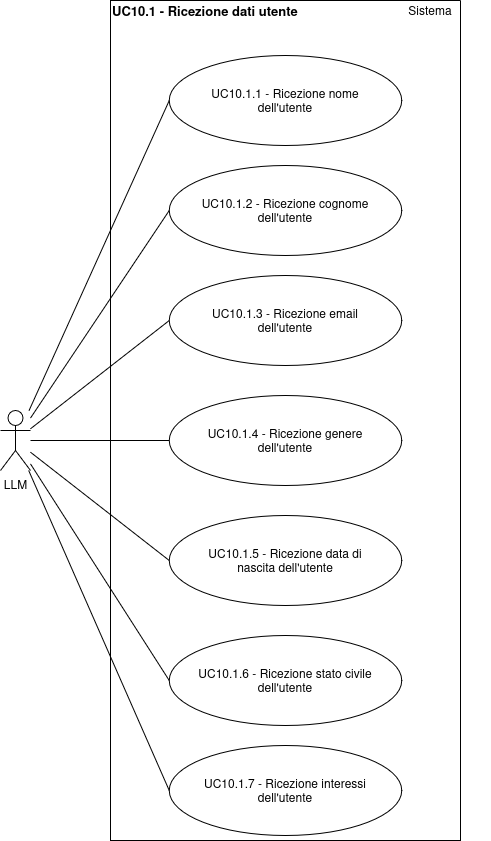 UC10.1 - Ricezione dati utente
Sistema
UC10.1.1 - Ricezione nome
dell'utente
UC10.1.2 - Ricezione cognome
dell'utente
UC10.1.3 - Ricezione email
dell'utente
UC10.1.4 - Ricezione genere
dell'utente
LLM
UC10.1.5 - Ricezione data di
nascita dell'utente
UC10.1.6 - Ricezione stato civile
dell'utente
UC10.1.7 - Ricezione interessi
dell'utente